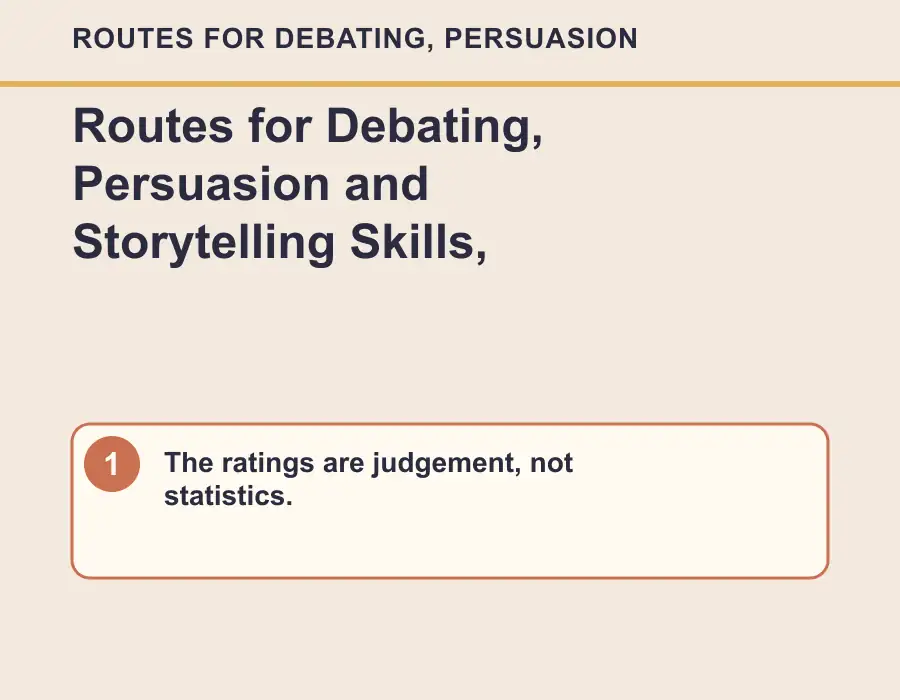 ROUTES FOR DEBATING, PERSUASION
Routes for Debating,
Persuasion and
Storytelling Skills,
1
The ratings are judgement, not
statistics.